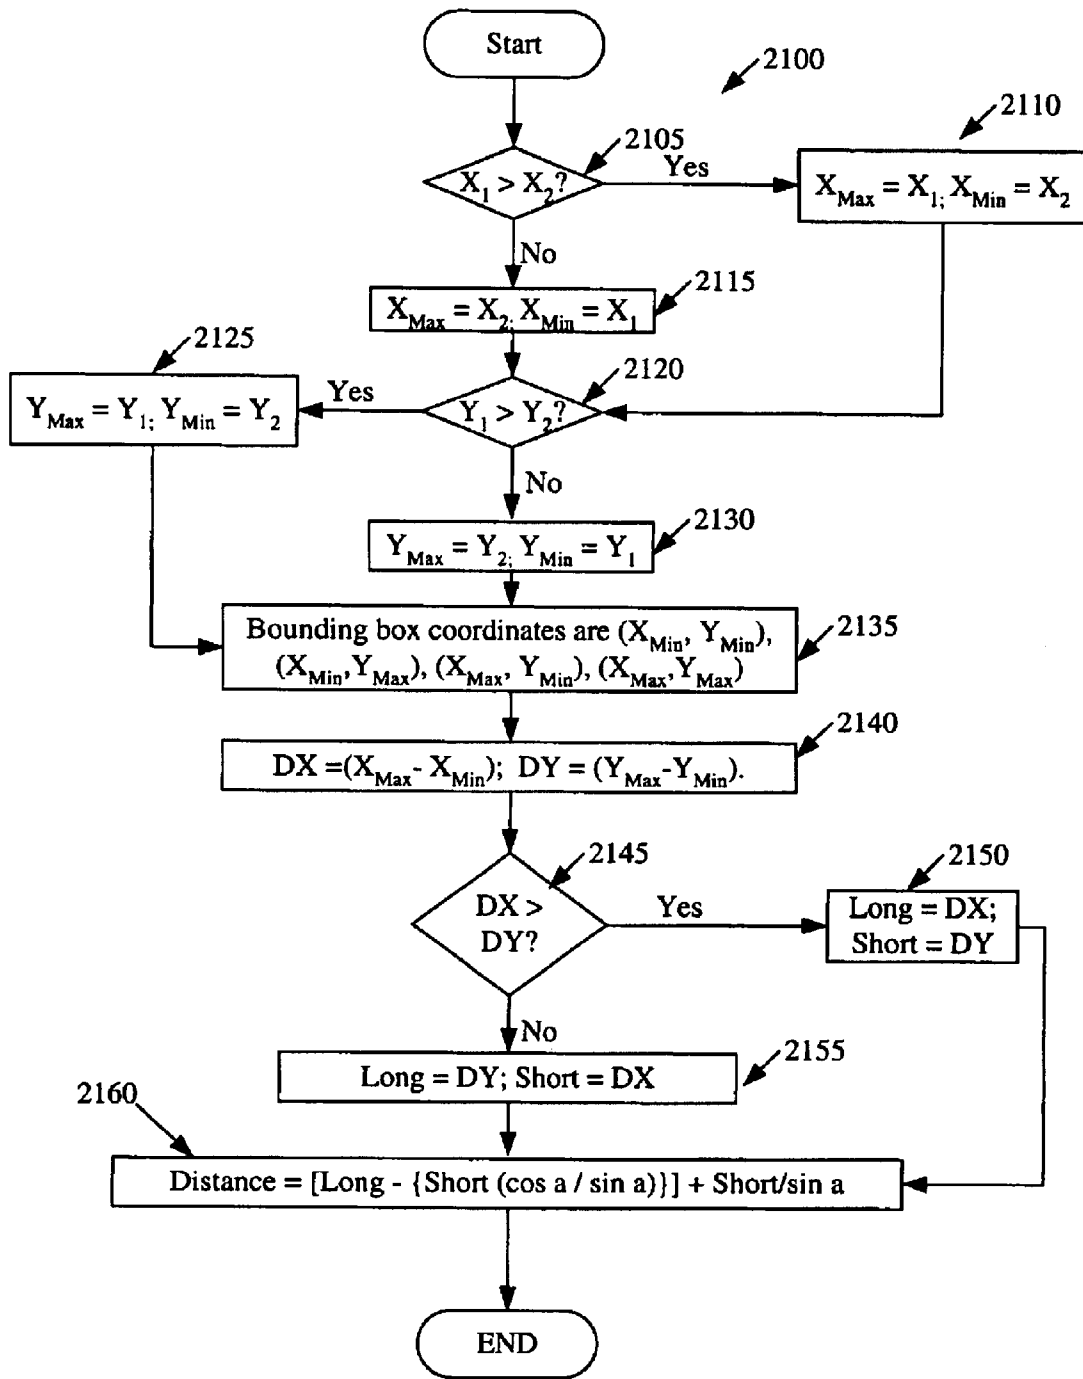 Start
2100
2105
2110
X1 > X2?
Yes
XMax = X1; XMin = X2
No
2115
XMax = X2; XMin = X1
2125
2120
Yes
YMax = Y1; YMin = Y2
Y1 > Y2?
No
2130
YMax = Y2; YMin = Y1
Bounding box coordinates are (XMin, YMin),
(XMin,YMax), (XMax, YMin), (XMax,YMax)
2135
2140
DX =(XMax- XMin); DY = (YMax-YMin).
2145
2150
DX >
DY?
Yes
Long = DX;
Short = DY
No
2155
Long = DY; Short = DX
2160
Distance = [Long - {Short (cos a / sin a)}] + Short/sin a
END